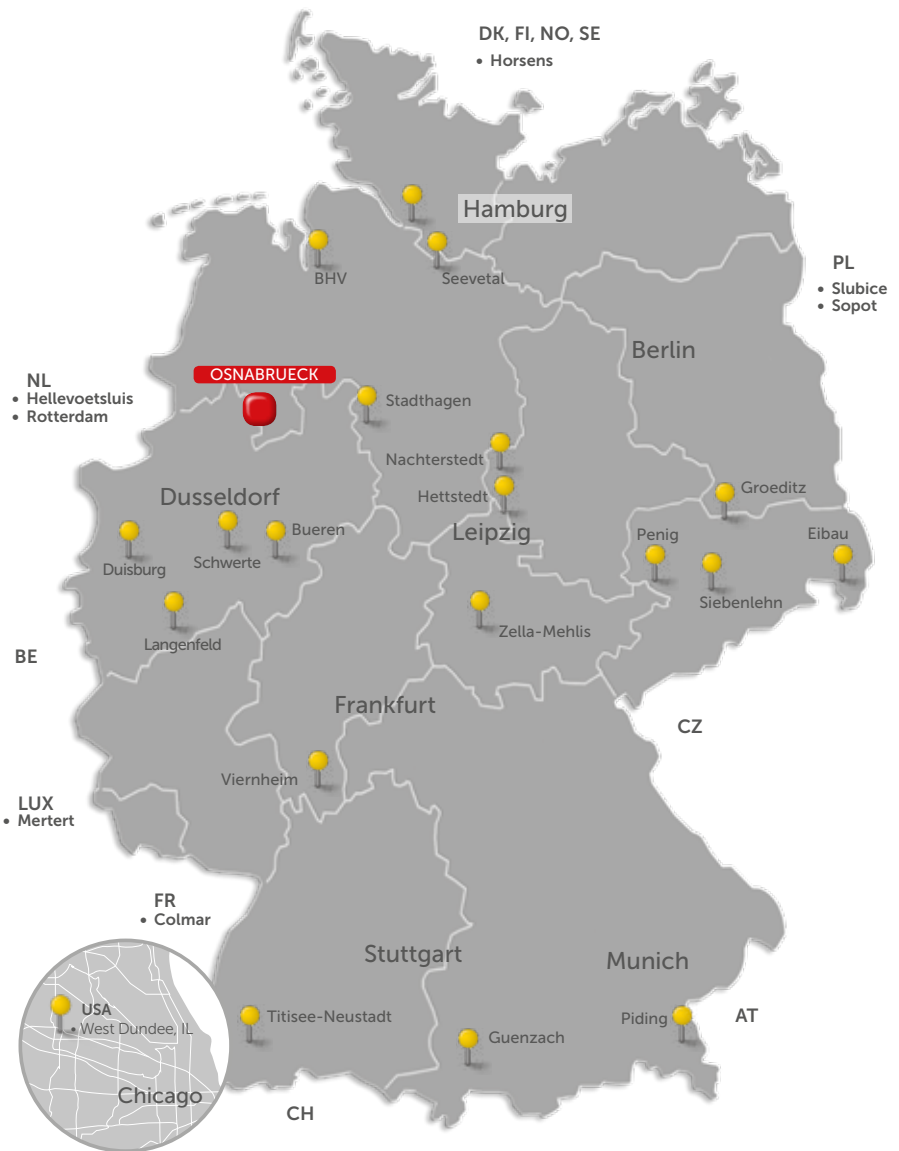 DK, FI, NO, SE
• Horsens
Hamburg
BHV
Seevetal
PL
• Slubice
• Sopot
Berlin
OSNABRUECK
NL
• Hellevoetsluis
• Rotterdam
Stadthagen
Nachterstedt
Hettstedt
Groeditz
Dusseldorf
Leipzig
Bueren
Penig
Eibau
Schwerte
Duisburg
Siebenlehn
Zella-Mehlis
Langenfeld
BE
Frankfurt
CZ
Viernheim
LUX
• Mertert
FR
• Colmar
Stuttgart
Munich
USA
• West Dundee, IL
Chicago
Titisee-Neustadt
Guenzach
Piding
AT
CH